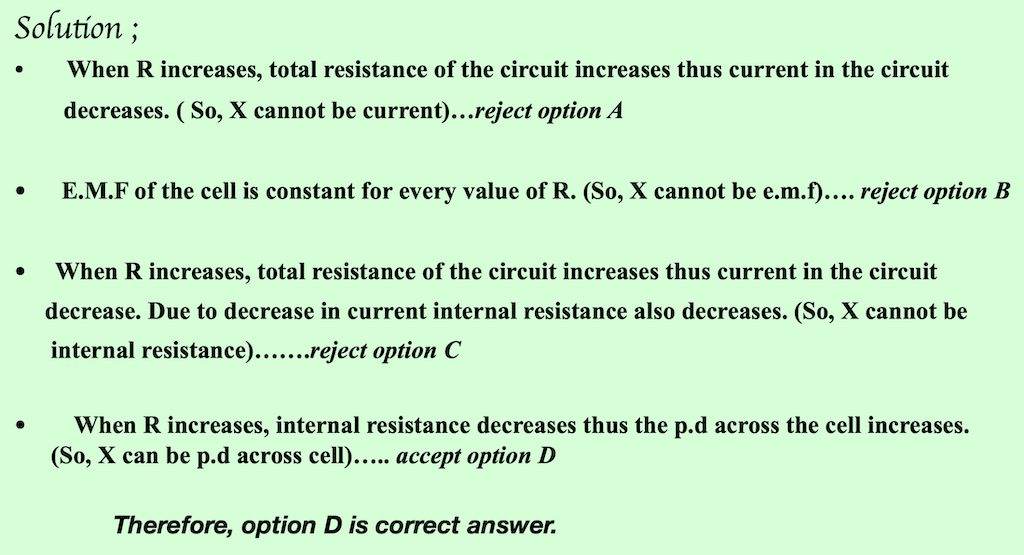 Solution ;
• When R increases, total resistance of the circuit increases thus current in the circuit
decreases. ( So, X cannot be current)…reject option A
• E.M.F of the cell is constant for every value of R. (So, X cannot be e.m.f)…. reject option B
• When R increases, total resistance of the circuit increases thus current in the circuit
decrease. Due to decrease in current internal resistance also decreases. (So, X cannot be
internal resistance)…….reject option C
• When R increases, internal resistance decreases thus the p.d across the cell increases.
(So, X can be p.d across cell)….. accept option D
Therefore, option D is correct answer.